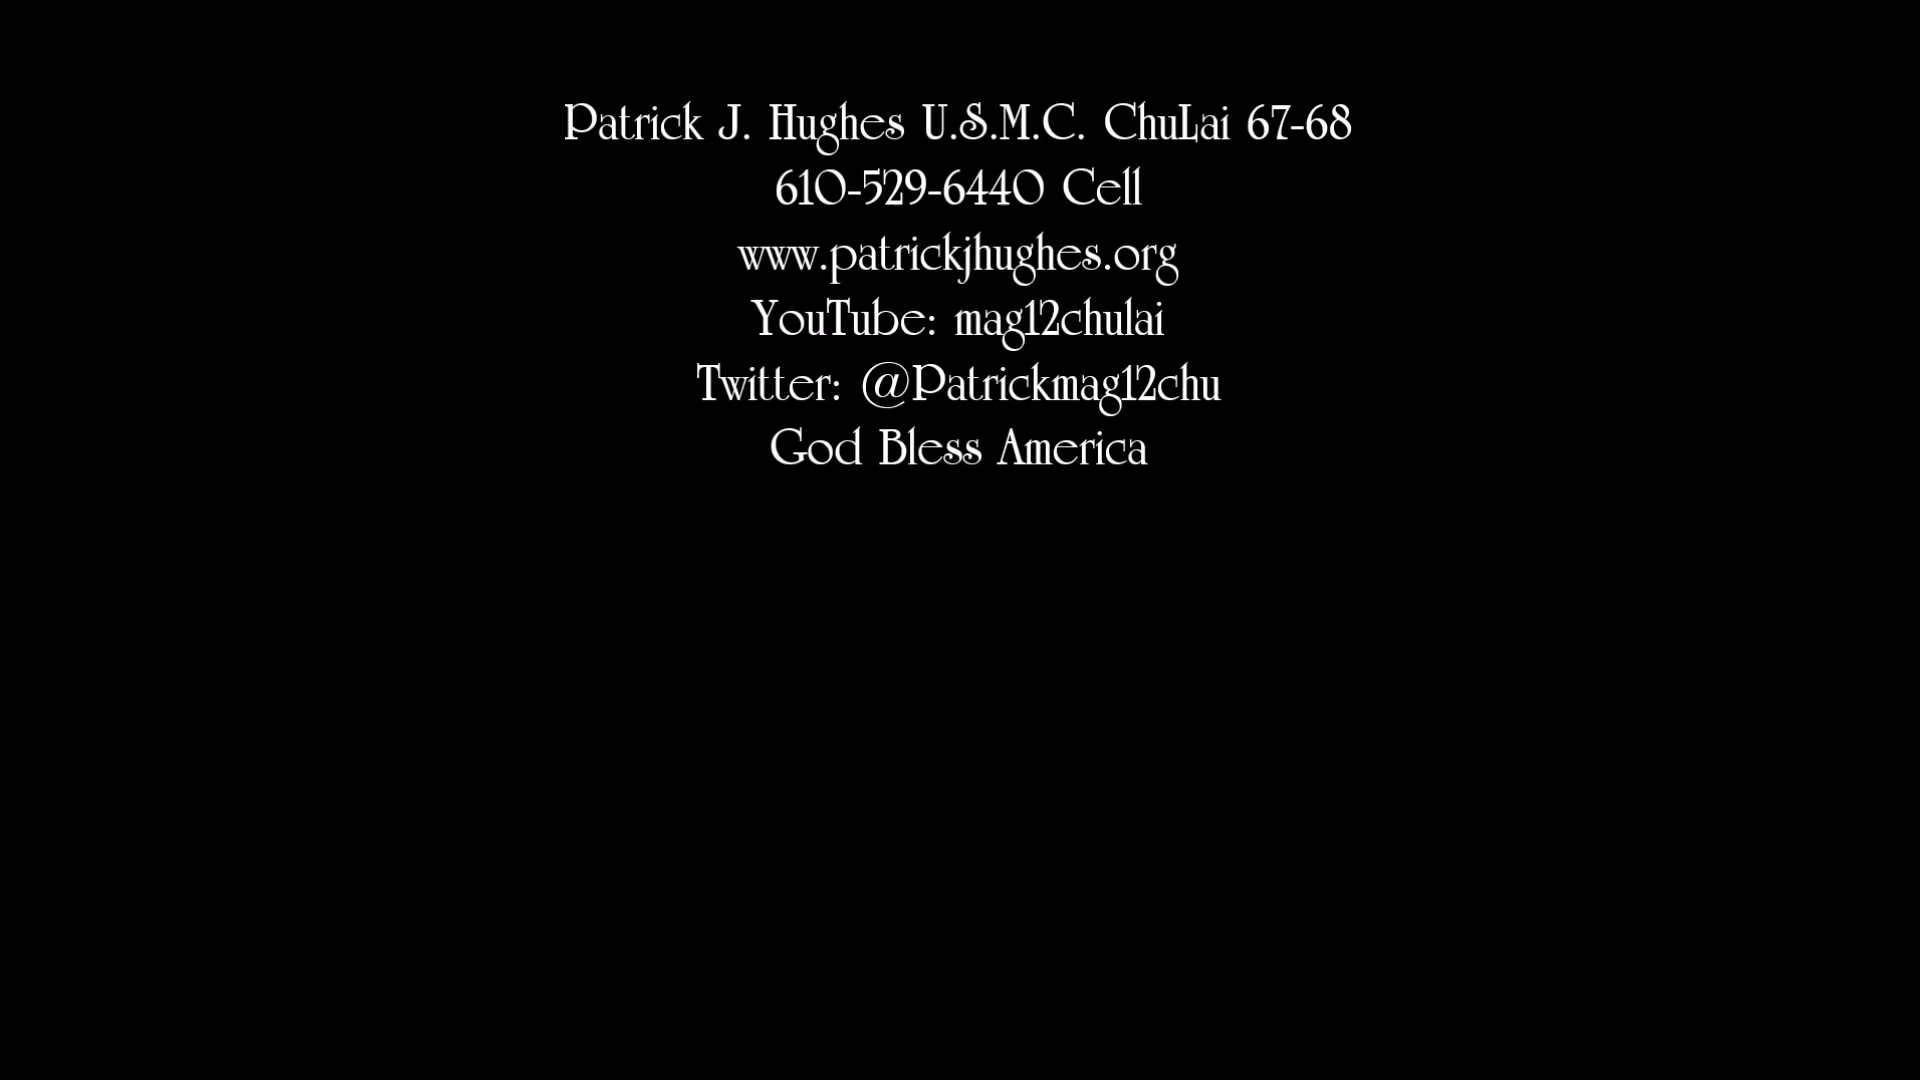 Patrick J. Hughes U.S.M.C. ChuLai 67-68
610-529-6440 Cell
www.patrickjhughes.org
YouTube: mag12chulai
Twitter: @Patrickmag12chu
God Bless America